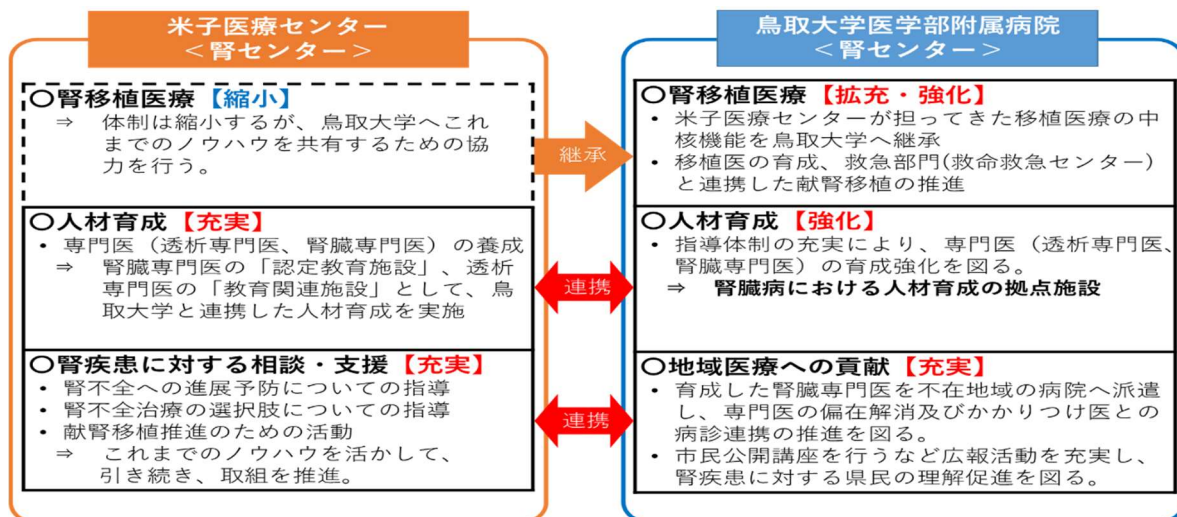 米子医療センター
＜腎センター＞
〇腎移植医療【縮小】
⇒ 体制は縮小するが、鳥取大学へこれ
までのノウハウを共有するための協
力を行う。
〇人材育成【充実】
・ 専門医（透析専門医、腎臓専門医）の養成
⇒ 腎臓専門医の「認定教育施設」、透析
専門医の「教育関連施設」として、鳥
取大学と連携した人材育成を実施
〇腎疾患に対する相談・支援【充実】
・ 腎不全への進展予防についての指導
・ 腎不全治療の選択肢についての指導
・ 献腎移植推進のための活動
⇒ これまでのノウハウを活かして、
引き続き、取組を推進。
継承
連携
連携
鳥取大学医学部附属病院
＜腎センター＞
〇腎移植医療【拡充・強化】
・ 米子医療センターが担ってきた移植医療の中
核機能を鳥取大学へ継承
・ 移植医の育成、救急部門(救命救急センター)
と連携した献腎移植の推進
〇人材育成【強化】
・ 指導体制の充実により、専門医（透析専門医、
腎臓専門医）の育成強化を図る。
⇒ 腎臓病における人材育成の拠点施設
〇地域医療への貢献【充実】
・ 育成した腎臓専門医を不在地域の病院へ派遣
し、専門医の偏在解消及びかかりつけ医との
病診連携の推進を図る。
・ 市民公開講座を行うなど広報活動を充実し、
腎疾患に対する県民の理解促進を図る。